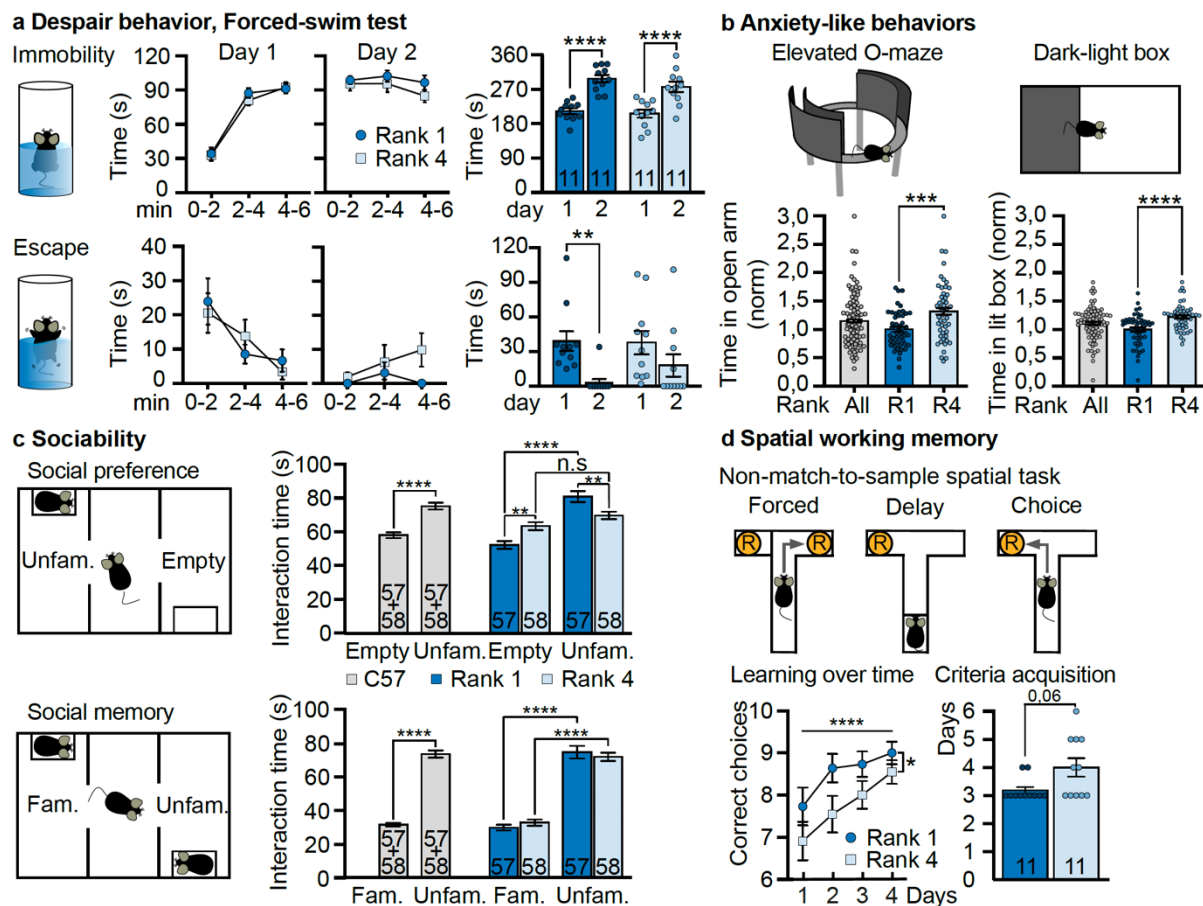 a Despair behavior, Forced-swim test
Immobility
Day 1
Day 2
Time (s)
120
90
60
30
0
Rank 1
Rank 4
min
0-2
2-4
4-6
0-2
2-4
4-6
Time (s)
360
270
180
90
0
****
****
11
11
11
11
day
1
2
1
2
Escape
Time (s)
40
30
20
10
0
min
0-2
2-4
4-6
0-2
2-4
4-6
Time (s)
120
90
60
30
0
**
day
1
2
1
2
b Anxiety-like behaviors
Elevated O-maze
Dark-light box
Time in open arm
(norm)
3,0
2,5
2,0
1,5
1,0
0,5
0,0
***
Rank
All
R1
R4
Time in lit box (norm)
3,0
2,5
2,0
1,5
1,0
0,5
0,0
****
Rank
All
R1
R4
c Sociability
Social preference
Unfam.
Empty
Interaction time (s)
100
80
60
40
20
0
****
****
n.s
**
**
57
+
58
57
+
58
57
58
57
58
Empty
Unfam.
Empty
Unfam.
C57
Rank 1
Rank 4
Social memory
Fam.
Unfam.
Interaction time (s)
100
80
60
40
20
0
****
****
****
57
+
58
57
+
58
57
58
57
58
Fam.
Unfam.
Fam.
Unfam.
d Spatial working memory
Non-match-to-sample spatial task
Forced
Delay
Choice
R
R
R
R
Learning over time
Correct choices
10
9
8
7
6
****
*
Rank 1
Rank 4
1
2
3
4
Days
Criteria acquisition
0,06
Days
6
5
4
3
2
1
0
11
11